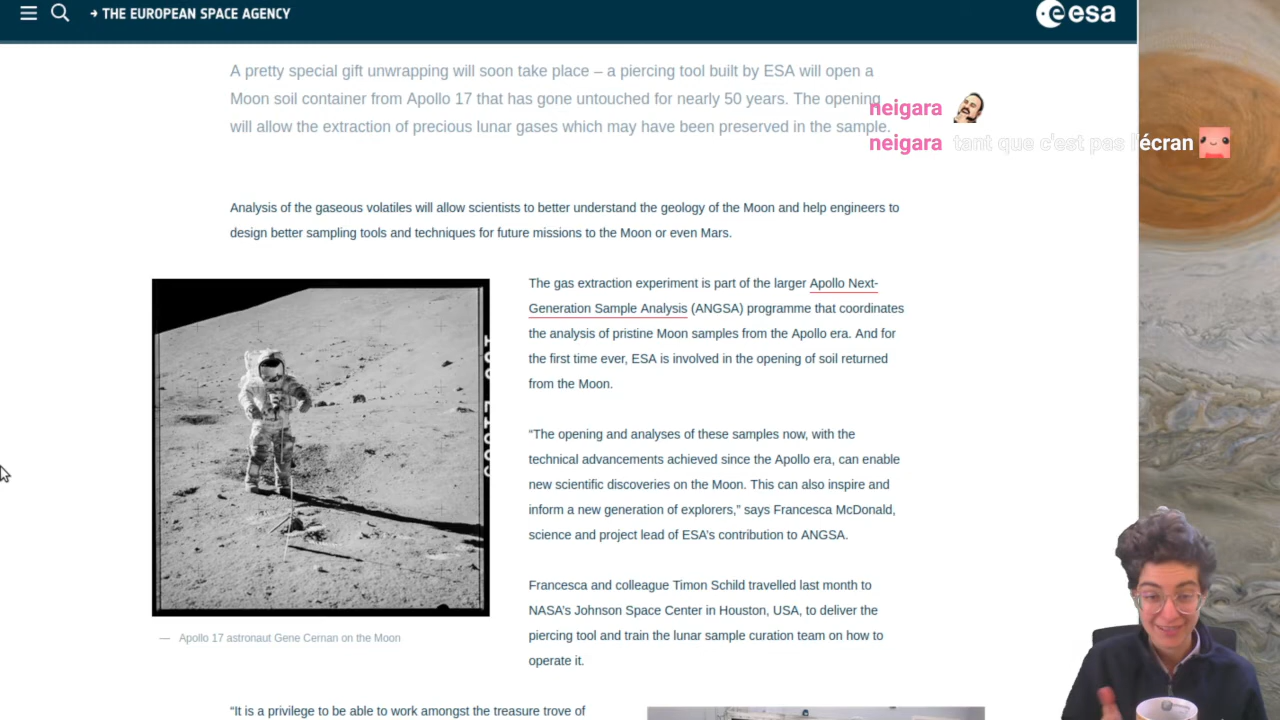 → THE EUROPEAN SPACE AGENCY
esa
A pretty special gift unwrapping will soon take place – a piercing tool built by ESA will open a
Moon soil container from Apollo 17 that has gone untouched for nearly 50 years. The opening
will allow the extraction of precious lunar gases which may have been preserved in the sample.
neigara
neigara tant que c'est pas l'écran
Analysis of the gaseous volatiles will allow scientists to better understand the geology of the Moon and help engineers to
design better sampling tools and techniques for future missions to the Moon or even Mars.
The gas extraction experiment is part of the larger Apollo Next-
Generation Sample Analysis (ANGSA) programme that coordinates
the analysis of pristine Moon samples from the Apollo era. And for
the first time ever, ESA is involved in the opening of soil returned
from the Moon.
“The opening and analyses of these samples now, with the
technical advancements achieved since the Apollo era, can enable
new scientific discoveries on the Moon. This can also inspire and
inform a new generation of explorers,” says Francesca McDonald,
science and project lead of ESA’s contribution to ANGSA.
Francesca and colleague Timon Schild travelled last month to
NASA’s Johnson Space Center in Houston, USA, to deliver the
piercing tool and train the lunar sample curation team on how to
operate it.
— Apollo 17 astronaut Gene Cernan on the Moon
“It is a privilege to be able to work amongst the treasure trove of